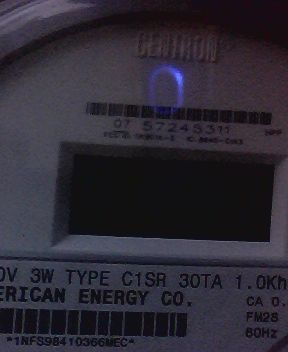 CENTRON
07 57245311
0V 3W TYPE C1SR 30TA 1.0Kh
ERICAN ENERGY CO. CA 0.
FM2S
60Hz
*1NFS98410366MEC*